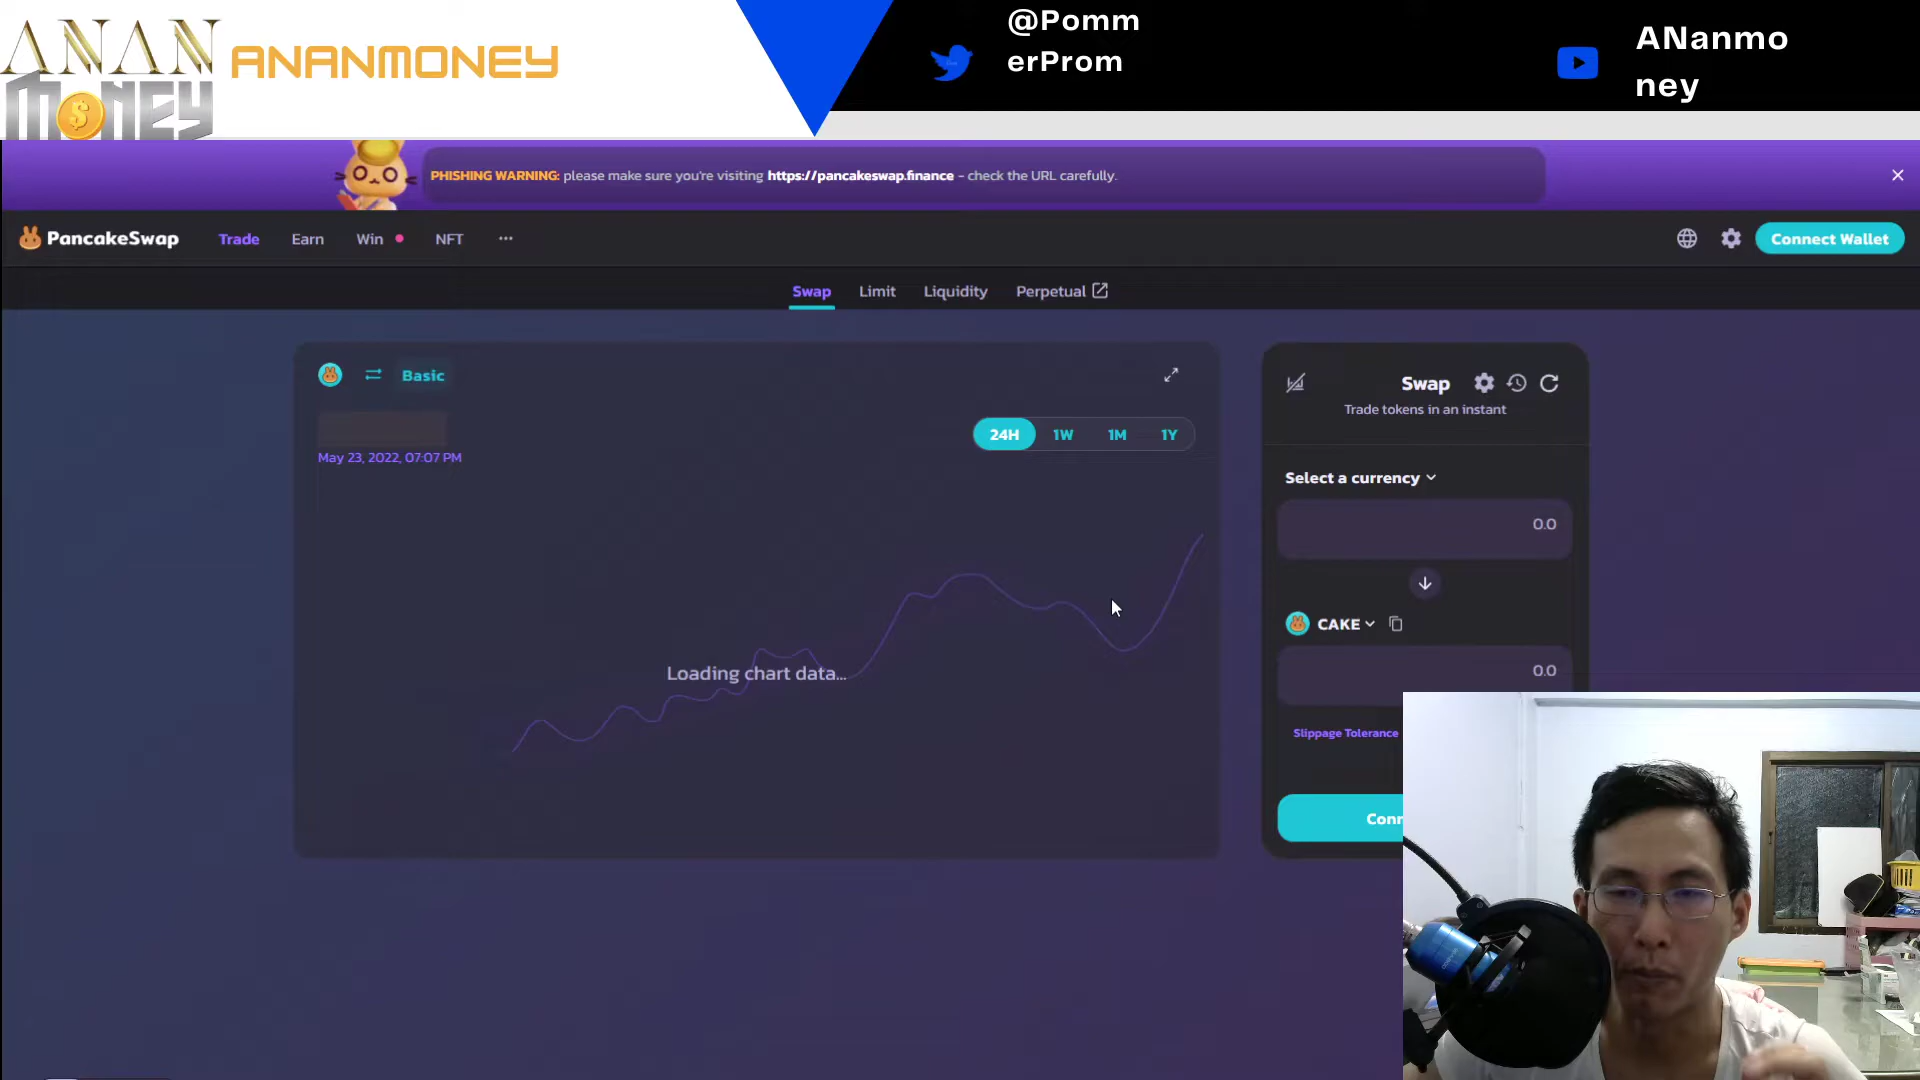 ANAN
MONEY
ANANMONEY
@Pomm
erProm
ANanmo
ney
PHISHING WARNING: please make sure you're visiting https://pancakeswap.finance - check the URL carefully.
PancakeSwap
Trade
Earn
Win
NFT
Connect Wallet
Swap
Limit
Liquidity
Perpetual
Basic
24H
1W
1M
1Y
May 23, 2022, 07:07 PM
Loading chart data...
Swap
Trade tokens in an instant
Select a currency
0.0
CAKE
0.0
Slippage Tolerance
Conn